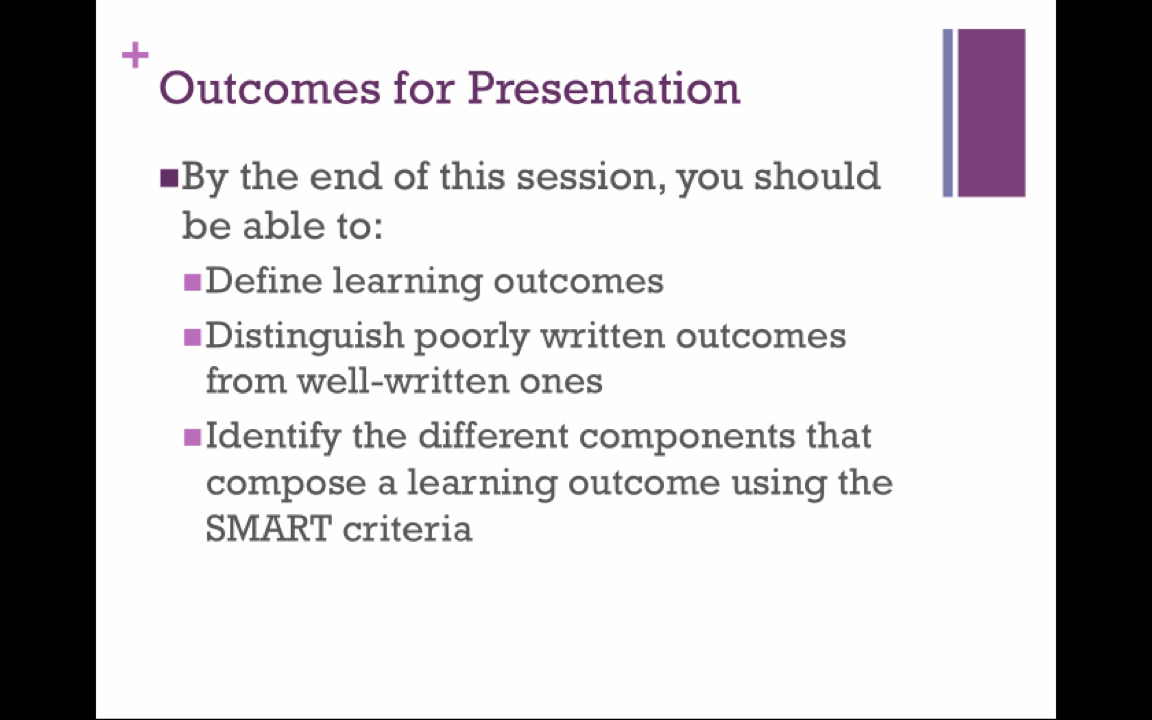 +
Outcomes for Presentation
By the end of this session, you should
be able to:
Define learning outcomes
Distinguish poorly written outcomes
from well-written ones
Identify the different components that
compose a learning outcome using the
SMART criteria